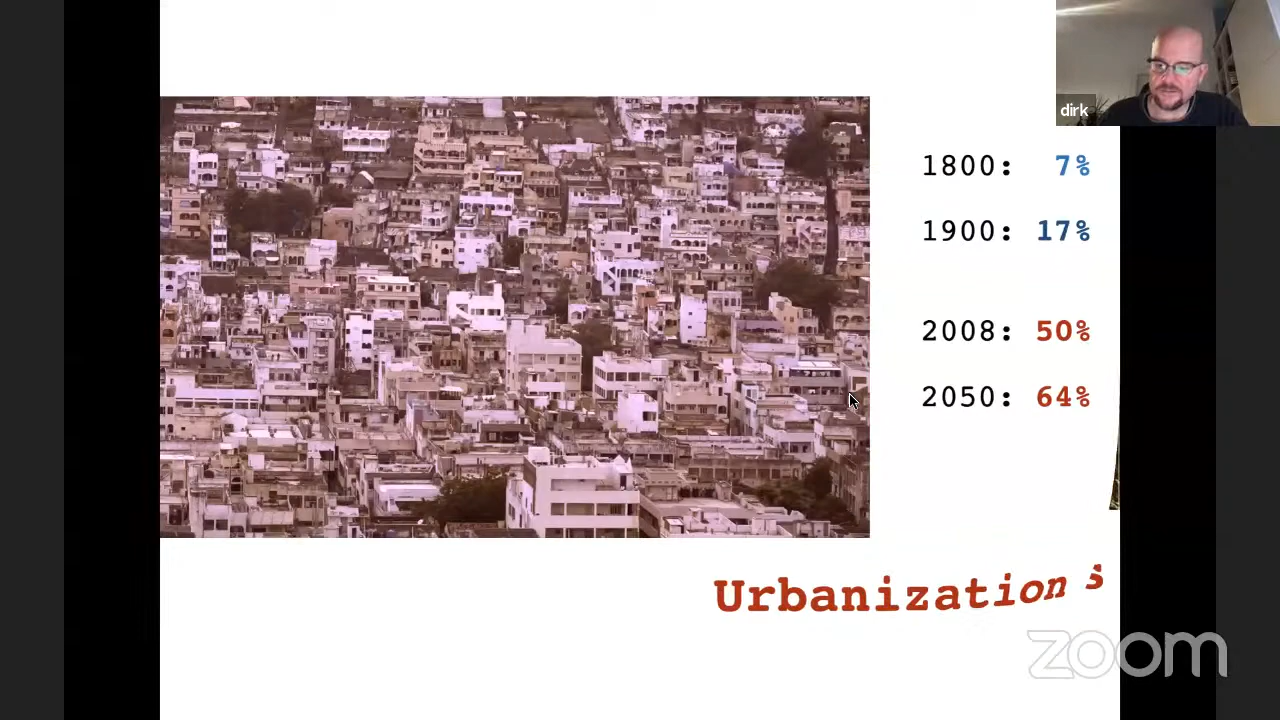 dirk
1800: 7%
1900: 17%
2008: 50%
2050: 64%
Urbanization
zoom